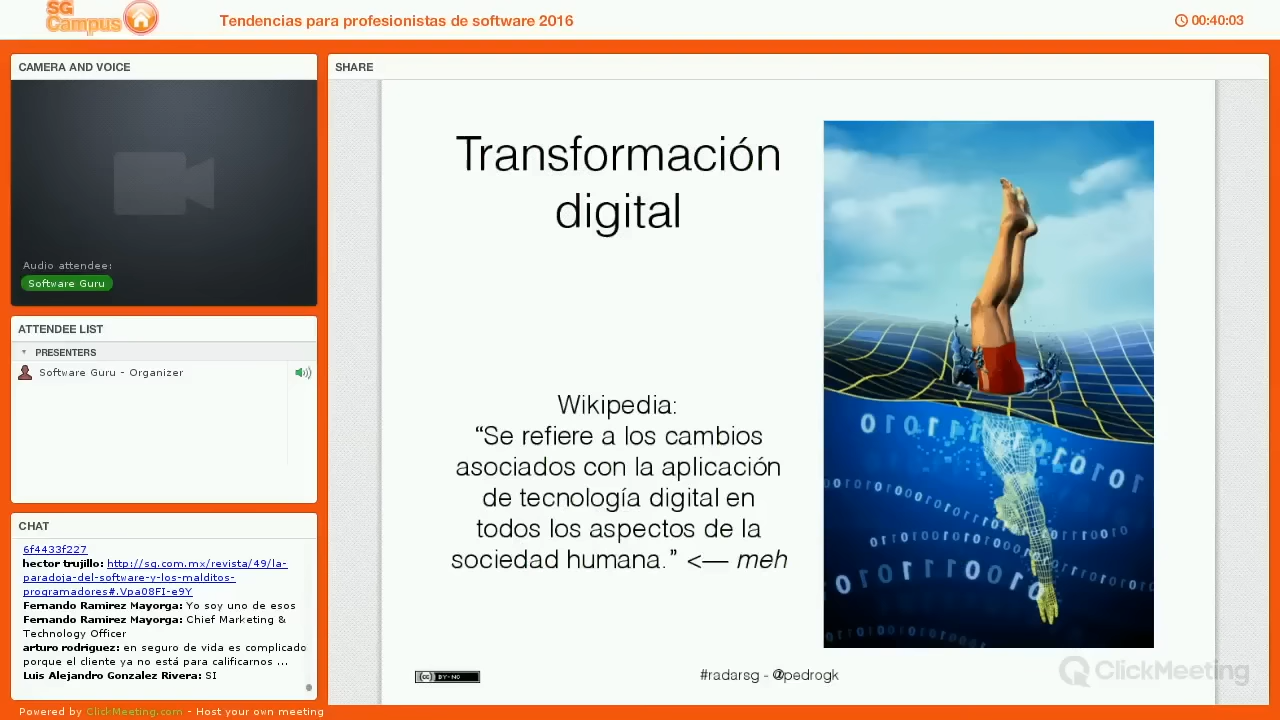 SG
Campus
Tendencias para profesionistas de software 2016
00:40:03
CAMERA AND VOICE
Audio attendee:
Software Guru
ATTENDEE LIST
PRESENTERS
Software Guru - Organizer
CHAT
6f4433f227
hector trujillo: http://sg.com.mx/revista/49/la-
paradoja-del-software-y-los-malditos-
programadores#.Vpa08FI-e9Y
Fernando Ramirez Mayorga: Yo soy uno de esos
Fernando Ramirez Mayorga: Chief Marketing &
Technology Officer
arturo rodriguez: en seguro de vida es complicado
porque el cliente ya no está para calificarnos ...
Luis Alejandro Gonzalez Rivera: SI
Powered by ClickMeeting.com - Host your own meeting
SHARE
Transformación
digital
Wikipedia:
“Se refiere a los cambios
asociados con la aplicación
de tecnología digital en
todos los aspectos de la
sociedad humana.” <— meh
#radarsg - @pedrogk
ClickMeeting